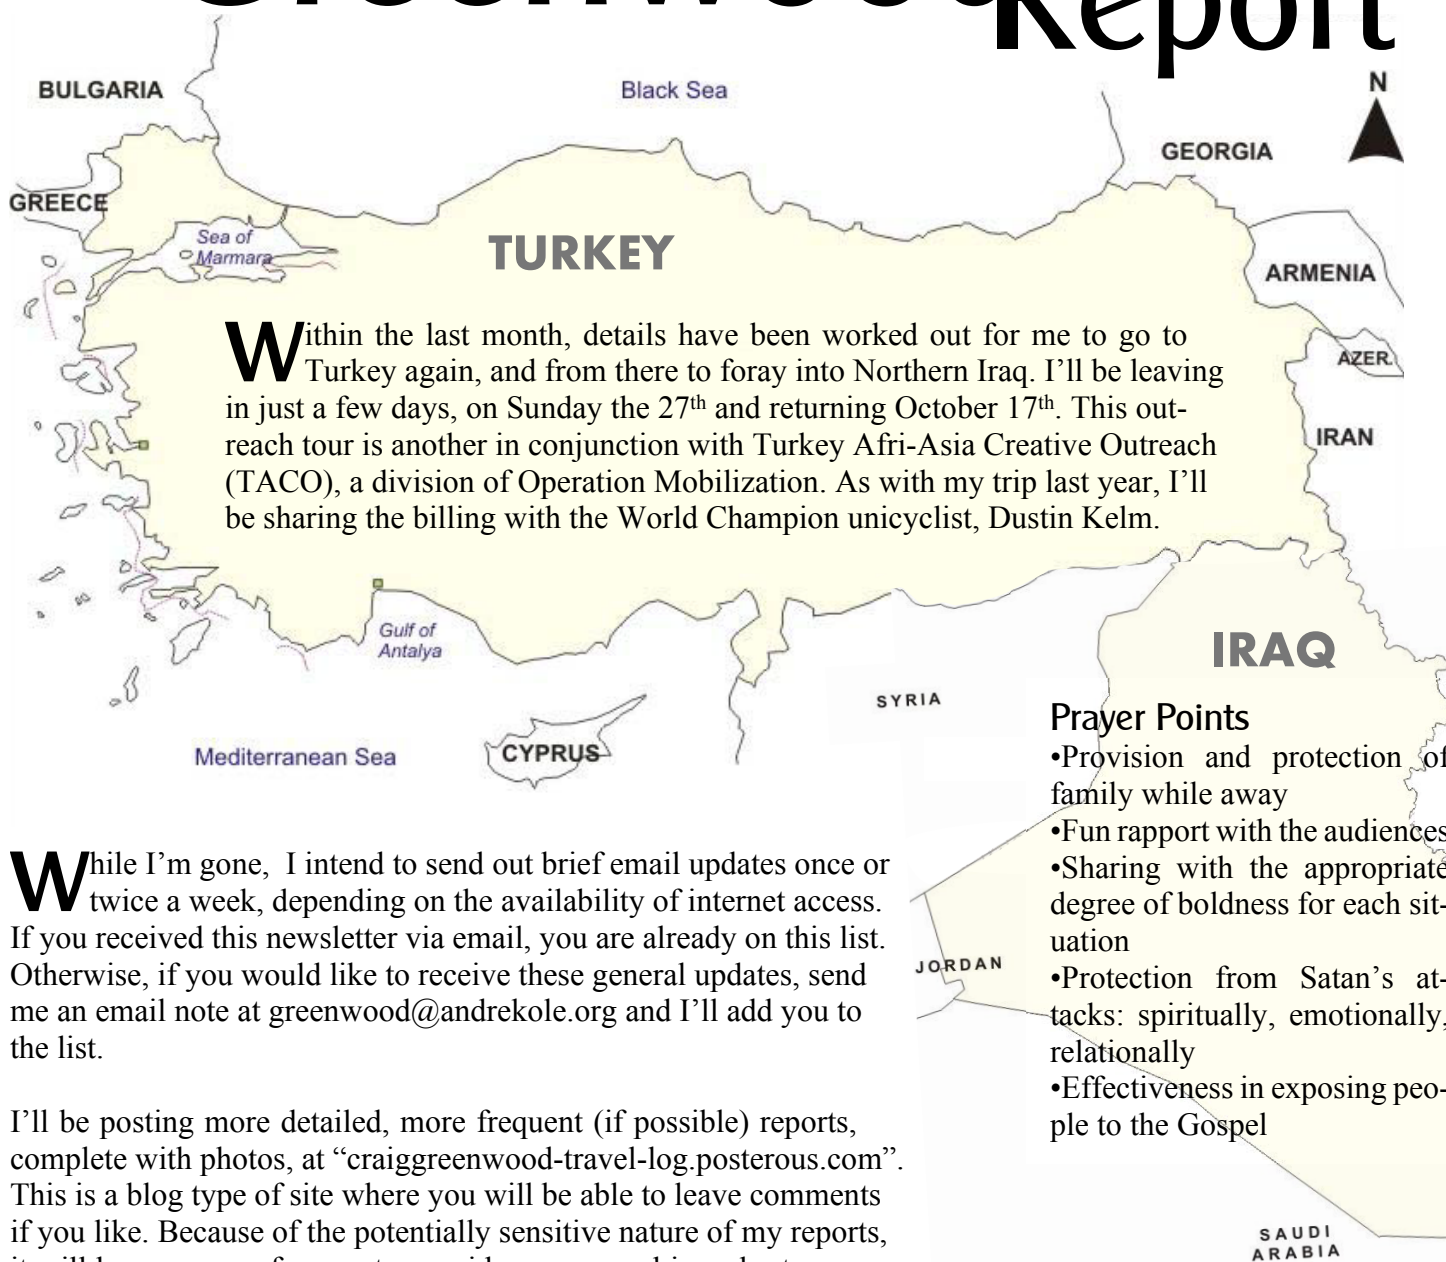 Greenwood
Report
BULGARIA
Black Sea
N
GEORGIA
GREECE
Sea of
Marmara
TURKEY
ARMENIA
AZER.
IRAN
Within the last month, details have been worked out for me to go to
Turkey again, and from there to foray into Northern Iraq. I'll be leaving
in just a few days, on Sunday the 27th and returning October 17th. This out-
reach tour is another in conjunction with Turkey Afri-Asia Creative Outreach
(TACO), a division of Operation Mobilization. As with my trip last year, I'll
be sharing the billing with the World Champion unicyclist, Dustin Kelm.
Gulf of
Antalya
IRAQ
SYRIA
Mediterranean Sea
CYPRUS
Prayer Points
•Provision and protection of
family while away
•Fun rapport with the audiences
•Sharing with the appropriate
degree of boldness for each sit-
uation
•Protection from Satan's at-
tacks: spiritually, emotionally,
relationally
•Effectiveness in exposing peo-
ple to the Gospel
While I'm gone, I intend to send out brief email updates once or
twice a week, depending on the availability of internet access.
If you received this newsletter via email, you are already on this list.
Otherwise, if you would like to receive these general updates, send
me an email note at greenwood@andrekole.org and I'll add you to
the list.
JORDAN
I'll be posting more detailed, more frequent (if possible) reports,
complete with photos, at “craiggreenwood-travel-log.posterous.com”.
This is a blog type of site where you will be able to leave comments
if you like. Because of the potentially sensitive nature of my reports,
SAUDI
ARABIA